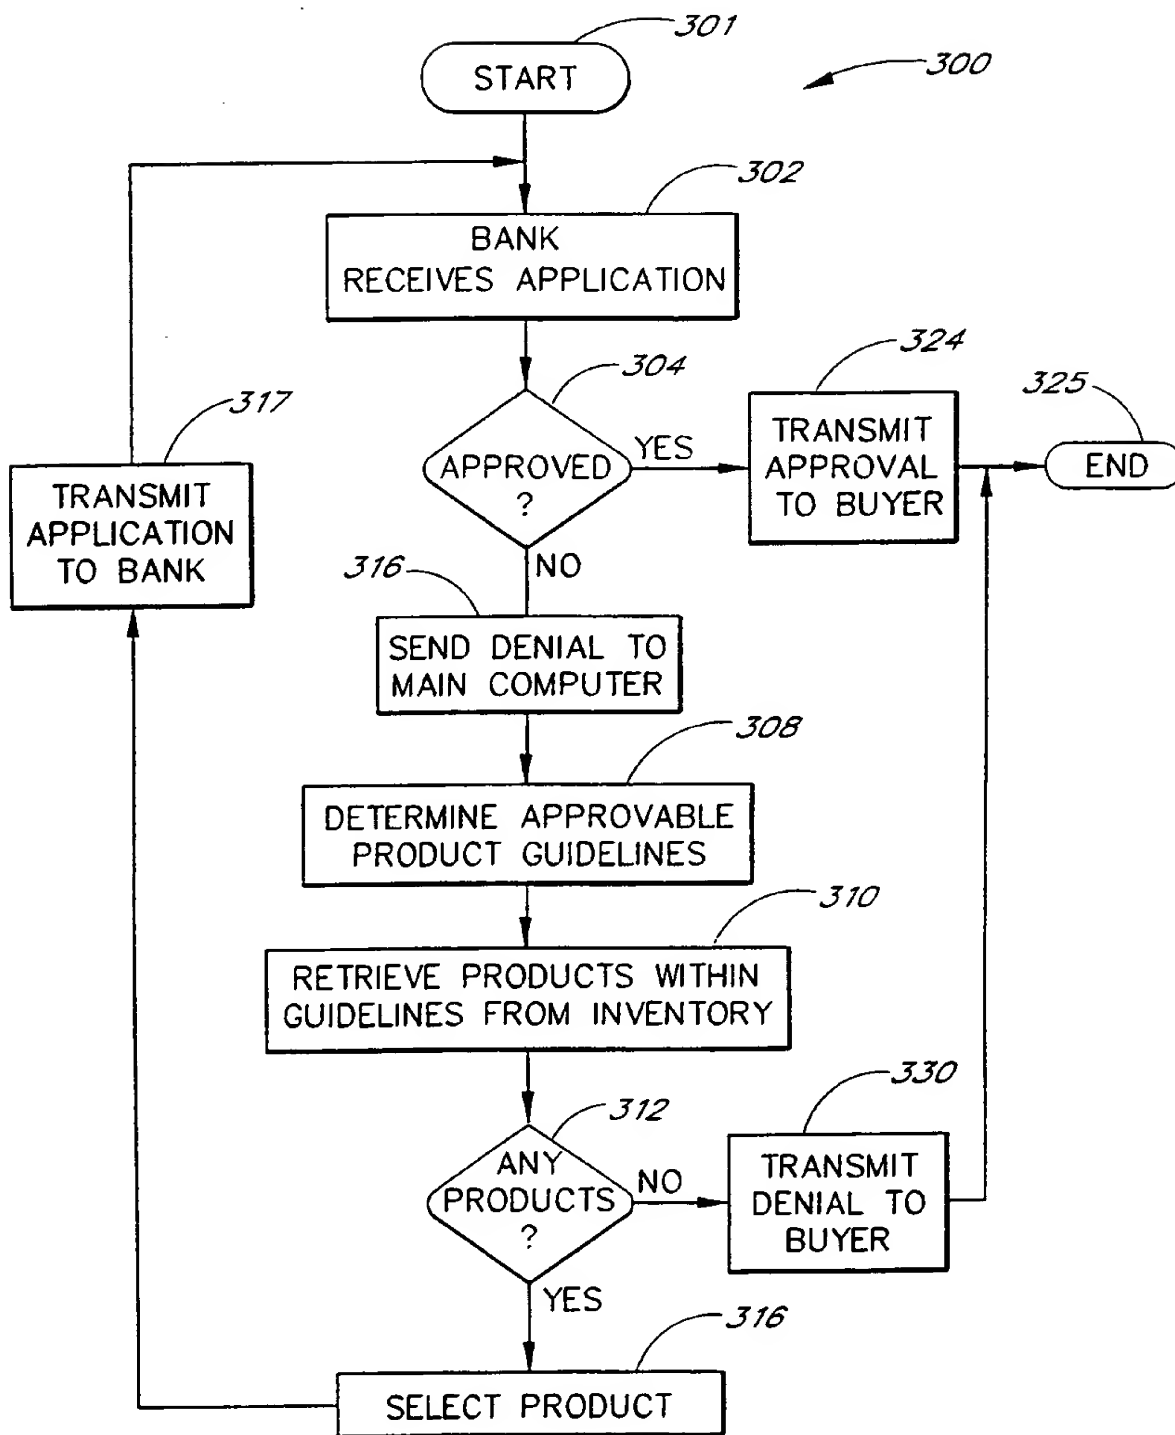 301
START
300
302
BANK
RECEIVES APPLICATION
304
APPROVED
?
YES
324
TRANSMIT
APPROVAL
TO BUYER
325
END
317
TRANSMIT
APPLICATION
TO BANK
NO
316
SEND DENIAL TO
MAIN COMPUTER
308
DETERMINE APPROVABLE
PRODUCT GUIDELINES
310
RETRIEVE PRODUCTS WITHIN
GUIDELINES FROM INVENTORY
312
ANY
PRODUCTS
?
NO
330
TRANSMIT
DENIAL TO
BUYER
YES
316
SELECT PRODUCT